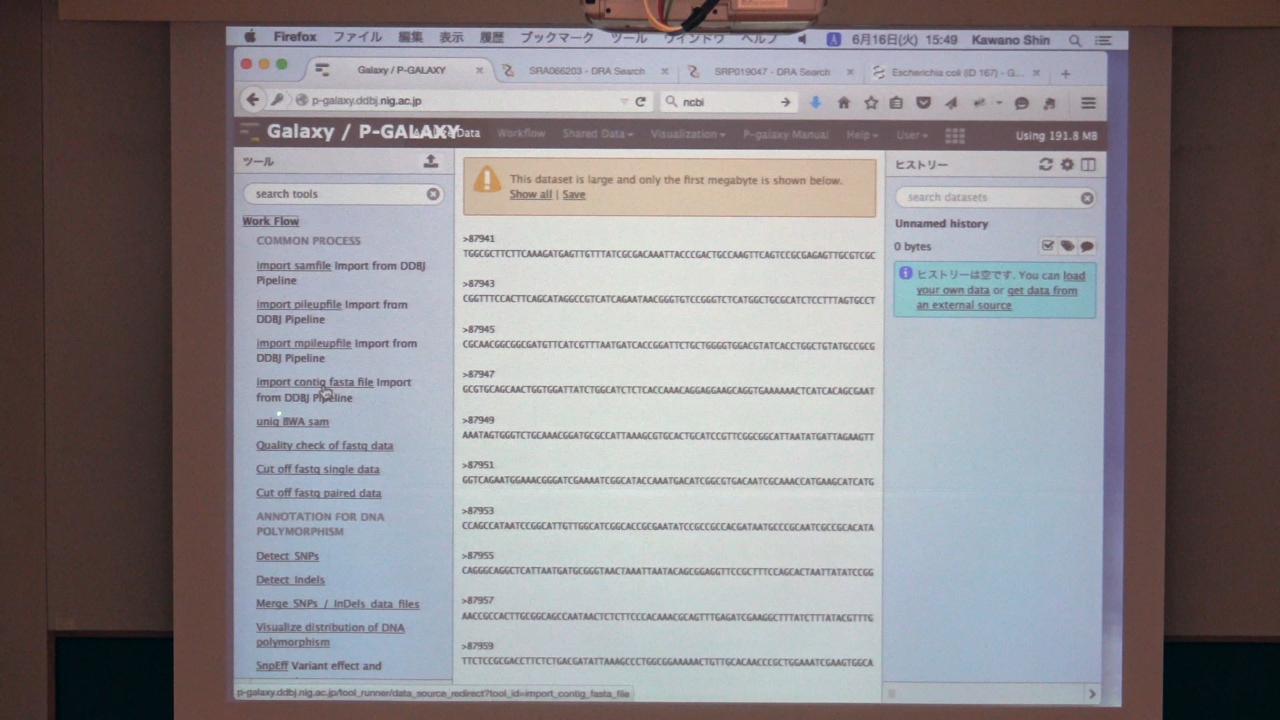 Firefox ファイル 編集 表示 履歴 ブックマーク ツール ウインドウ ヘルプ 6月16日(火) 15:49 Kawano Shin
Galaxy / P-GALAXY
SRA066203 - DRA Search
SRP019047 - DRA Search
Escherichia coli (ID 167) - G...
p-galaxy.ddbj.nig.ac.jp
ncbi
Galaxy / P-GALAXY Data Workflow Shared Data Visualization P-galaxy Manual Help User Using 191.8 MB
ツール
search tools
Work Flow
COMMON PROCESS
import samfile Import from DDBJ
Pipeline
import pileupfile Import from
DDBJ Pipeline
import mpileupfile Import from
DDBJ Pipeline
import contig fasta file Import
from DDBJ Pipeline
uniq BWA sam
Quality check of fastq data
Cut off fastq single data
Cut off fastq paired data
ANNOTATION FOR DNA
POLYMORPHISM
Detect SNPs
Detect Indels
Merge SNPs / InDels data files
Visualize distribution of DNA
polymorphism
SnpEff Variant effect and
p-galaxy.ddbj.nig.ac.jp/tool_runner/data_source_redirect?tool_id=import_contig_fasta_file
This dataset is large and only the first megabyte is shown below.
Show all | Save
>87941
TGGCGCTTCTTCAAAGATGAGTTGTTTATCGCGACAAATTACCCGACTGCCAAGTTCAGTCCGCGAGAGTTGCGTCGC
>87943
CGGTTTCCACTTCAGCATAGGCCGTCATCAGAATAACGGGTGTCCGGGTCTCATGGCTGCGCATCTCCTTTAGTGCCT
>87945
CGCAACGGCGGCGATGTTCATCGTTTAATGATCACCGGATTCTGCTGGGGTGGACGTATCACCTGGCTGTATGCCGCG
>87947
GCGTGCAGCAACTGGTGGATTATCTGGCATCTCTCACCAAACAGGAGGAAGCAGGTGAAAAAACTCATCACAGCGAAT
>87949
AAATAGTGGGTCTGCAAACGGATGCGCCATTAAAGCGTGCACTGCATCCGTTCGGCGGCATTAATATGATTAGAAGTT
>87951
GGTCAGAATGGAAACGGGATCGAAAATCGGCATACCAAATGACATCGGCGTGACAATCGCAAACCATGAAGCATCATG
>87953
CCAGCCATAATCCGGCATTGTTGGCATCGGCACCGCGAATATCCGCCGCCACGATAATGCCCGCAATCGCCGCACATA
>87955
CAGGGCAGGCTCATTAATGATGCGGGTAACTAAATTAATACAGCGGAGGTTCCGCTTTCCAGCACTAATTATATCCGG
>87957
AACCGCCACTTGCGGCAGCCAATAACTCTCTTCCCACAAACGCAGTTTGAGATCGAAGGCTTTATCTTTATACGTTTG
>87959
TTCTCCGCGACCTTCTCTGACGATATTAAAGCCCTGGCGGAAAAACTGTTGCACAACCCGCTGGAAATCGAAGTGGCA
ヒストリー
search datasets
Unnamed history
0 bytes
ヒストリーは空です. You can load
your own data or get data from
an external source